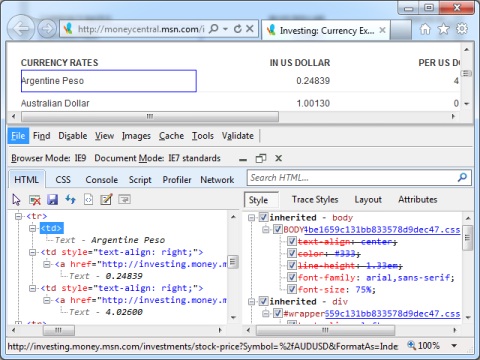 http://moneycentral.msn.com/i
Investing: Currency Ex...
CURRENCY RATES IN US DOLLAR PER US D
Argentine Peso 0.24839 4
Australian Dollar 1.00130 0
File Find Disable View Images Cache Tools Validate
Browser Mode: IE9 Document Mode: IE7 standards
HTML CSS Console Script Profiler Network Search HTML...
Style Trace Styles Layout Attributes
<tr>
<td>
Text - Argentine Peso
<td style="text-align: right;">
<a href="http://investing.money.m
Text - 0.24839
<td style="text-align: right;">
<a href="http://investing.money.m
Text - 4.02600
inherited - body
BODY4be1659c131bb833578d9dec47.css
text-align: center;
color: #333;
line-height: 1.33em;
font-family: arial,sans-serif;
font-size: 75%;
inherited - div
#wrapper559c131bb833578d9dec47.css
http://investing.money.msn.com/investments/stock-price?Symbol=%2fAUDUSD&FormatAs=Inde
100%